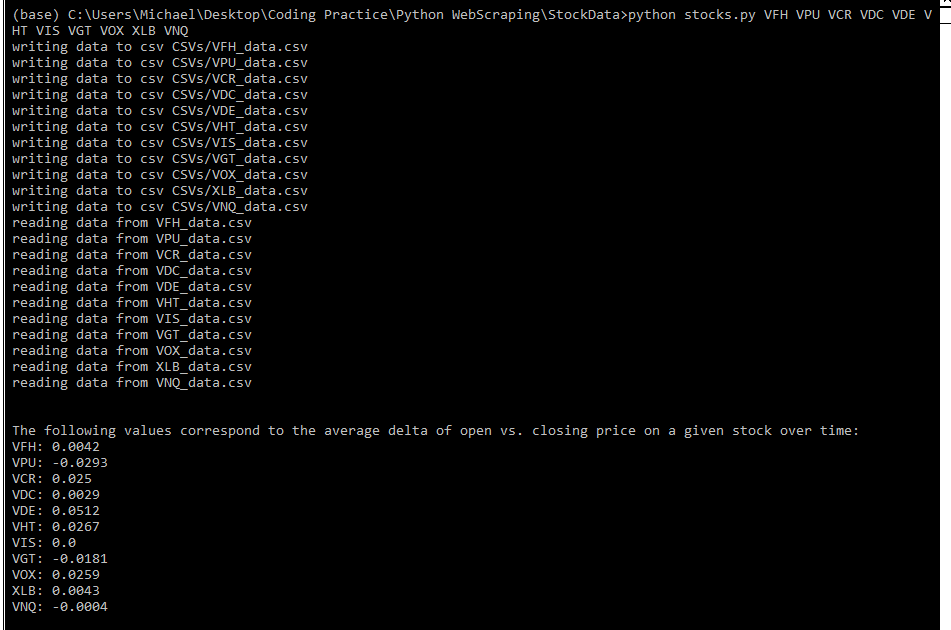 (base) C:\Users\Michael\Desktop\Coding Practice\Python WebScraping\StockData>python stocks.py VFH VPU VCR VDC VDE V
HT VIS VGT VOX XLB VNQ
writing data to csv CSVs/VFH_data.csv
writing data to csv CSVs/VPU_data.csv
writing data to csv CSVs/VCR_data.csv
writing data to csv CSVs/VDC_data.csv
writing data to csv CSVs/VDE_data.csv
writing data to csv CSVs/VHT_data.csv
writing data to csv CSVs/VIS_data.csv
writing data to csv CSVs/VGT_data.csv
writing data to csv CSVs/VOX_data.csv
writing data to csv CSVs/XLB_data.csv
writing data to csv CSVs/VNQ_data.csv
reading data from VFH_data.csv
reading data from VPU_data.csv
reading data from VCR_data.csv
reading data from VDC_data.csv
reading data from VDE_data.csv
reading data from VHT_data.csv
reading data from VIS_data.csv
reading data from VGT_data.csv
reading data from VOX_data.csv
reading data from XLB_data.csv
reading data from VNQ_data.csv
The following values correspond to the average delta of open vs. closing price on a given stock over time:
VFH: 0.0042
VPU: -0.0293
VCR: 0.025
VDC: 0.0029
VDE: 0.0512
VHT: 0.0267
VIS: 0.0
VGT: -0.0181
VOX: 0.0259
XLB: 0.0043
VNQ: -0.0004